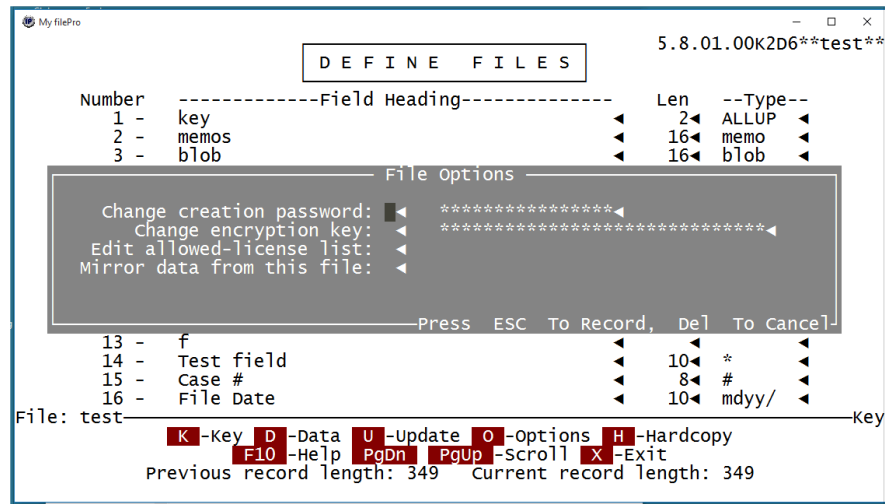 My filePro
5.8.01.00K2D6**test**
D E F I N E   F I L E S
Number -------------Field Heading------------- Len --Type--
1 - key ◄ 2◄ ALLUP ◄
2 - memos ◄ 16◄ memo ◄
3 - blob ◄ 16◄ blob ◄
File Options
Change creation password: ◄ ****************◄
Change encryption key: ◄ ******************************◄
Edit allowed-license list: ◄
Mirror data from this file: ◄
Press ESC To Record, Del To Cancel
13 - f ◄ ◄ ◄
14 - Test field ◄ 10◄ * ◄
15 - Case # ◄ 8◄ # ◄
16 - File Date ◄ 10◄ mdyy/ ◄
File: test Key
K -Key D -Data U -Update O -Options H -Hardcopy
F10 -Help PgDn PgUp -Scroll X -Exit
Previous record length: 349 Current record length: 349